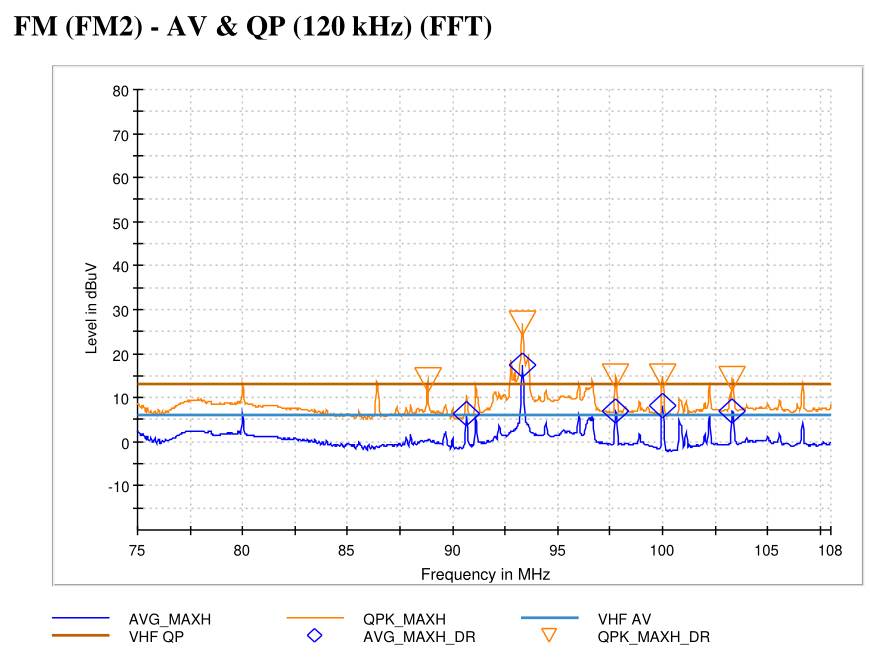 FM (FM2) - AV & QP (120 kHz) (FFT)
80
70
60
50
40
30
20
10
0
-10
Level in dBuV
75 80 85 90 95 100 105 108
Frequency in MHz
AVG_MAXH QPK_MAXH VHF AV
VHF QP AVG_MAXH_DR QPK_MAXH_DR